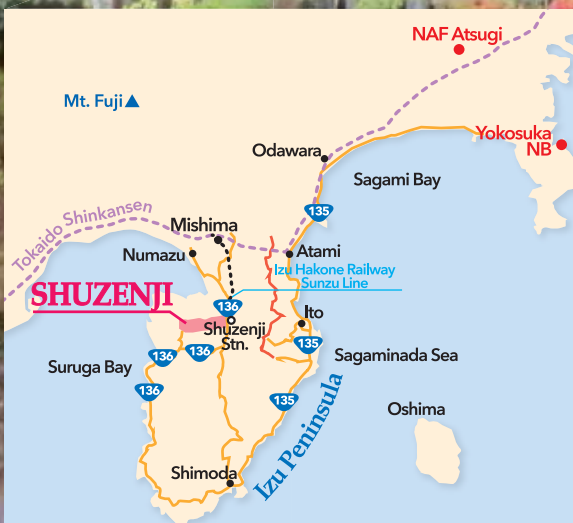 NAF Atsugi
Mt. Fuji
Yokosuka
NB
Odawara
Sagami Bay
135
Tokaido Shinkansen
Mishima
Numazu
Atami
Izu Hakone Railway
Sunzu Line
SHUZENJI
136
Shuzenji
Stn.
Ito
135
Sagaminada Sea
136
136
Suruga Bay
136
135
Izu Peninsula
Oshima
Shimoda